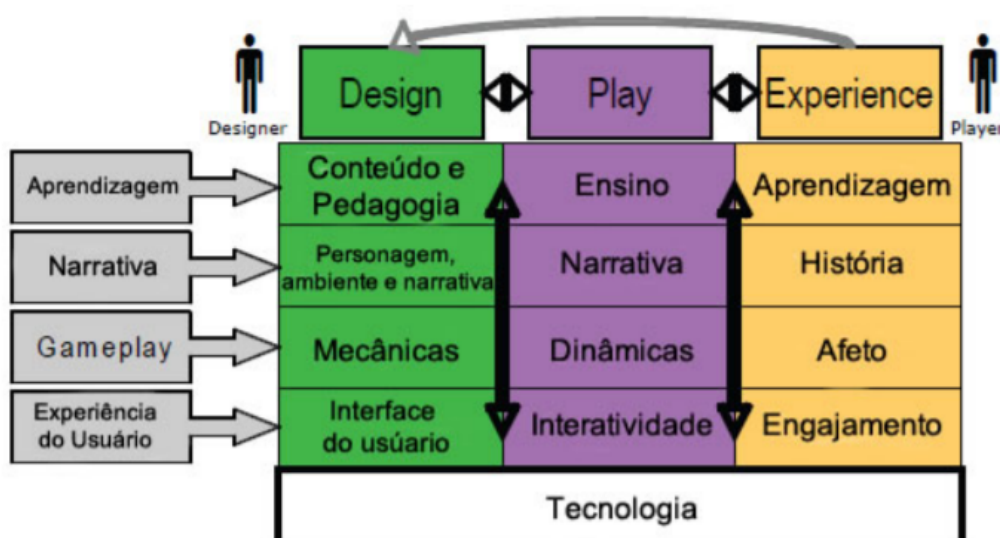 Design
Play
Experience
Designer
Player
Aprendizagem
Conteúdo e
Pedagogia
Ensino
Aprendizagem
Narrativa
Personagem,
ambiente e narrativa
Narrativa
História
Gameplay
Mecânicas
Dinâmicas
Afeto
Experiência
do Usuário
Interface
do usúario
Interatividade
Engajamento
Tecnologia